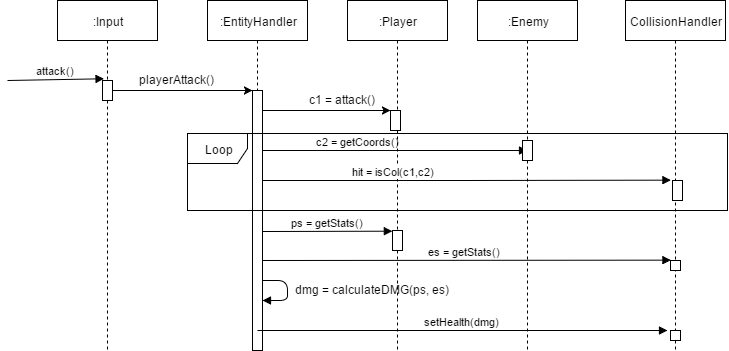 :Input
:EntityHandler
:Player
:Enemy
CollisionHandler
attack()
playerAttack()
c1 = attack()
Loop
c2 = getCoords()
hit = isCol(c1,c2)
ps = getStats()
es = getStats()
dmg = calculateDMG(ps, es)
setHealth(dmg)